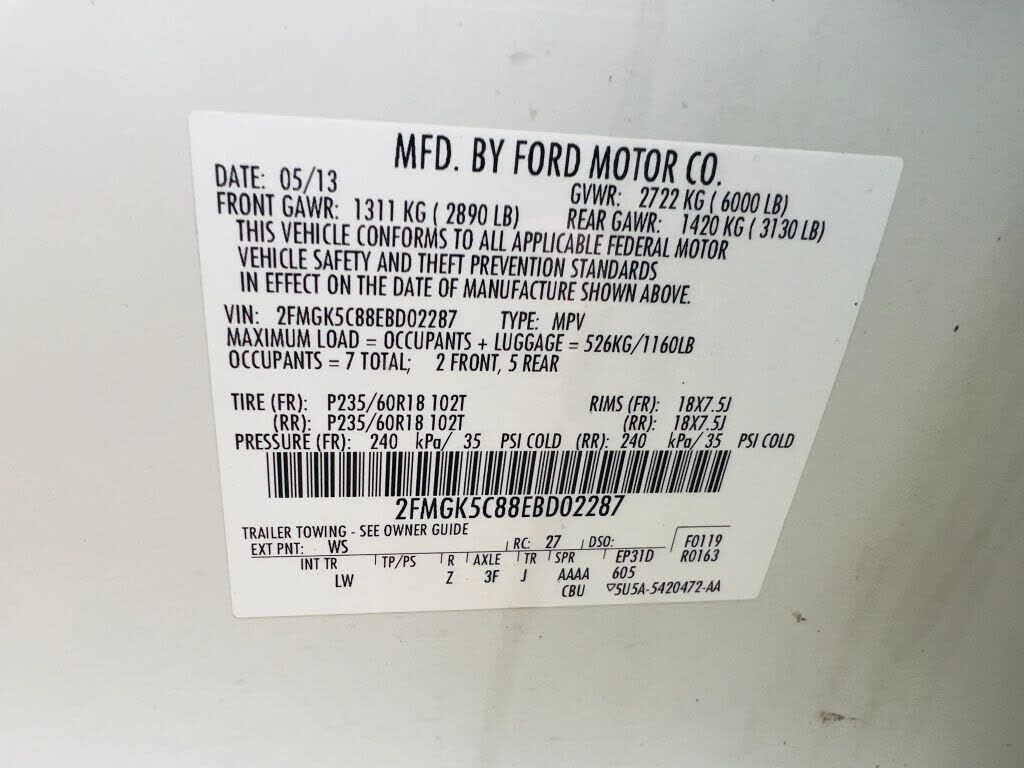 MFD. BY FORD MOTOR CO.
DATE: 05/13 GVWR: 2722 KG ( 6000 LB)
FRONT GAWR: 1311 KG ( 2890 LB) REAR GAWR: 1420 KG ( 3130 LB)
THIS VEHICLE CONFORMS TO ALL APPLICABLE FEDERAL MOTOR
VEHICLE SAFETY AND THEFT PREVENTION STANDARDS
IN EFFECT ON THE DATE OF MANUFACTURE SHOWN ABOVE.
VIN: 2FMGK5C88EBD02287 TYPE: MPV
MAXIMUM LOAD = OCCUPANTS + LUGGAGE = 526KG/1160LB
OCCUPANTS = 7 TOTAL; 2 FRONT, 5 REAR
TIRE (FR): P235/60R18 102T RIMS (FR): 18X7.5J
(RR): P235/60R18 102T (RR): 18X7.5J
PRESSURE (FR): 240 kPa/ 35 PSI COLD (RR): 240 kPa/ 35 PSI COLD
2FMGK5C88EBD02287
TRAILER TOWING - SEE OWNER GUIDE
EXT PNT: WS RC: 27 DSO: F0119
INT TR TP/PS R AXLE TR SPR EP31D R0163
LW Z 3F J AAAA 605
CBU ▽5U5A-5420472-AA